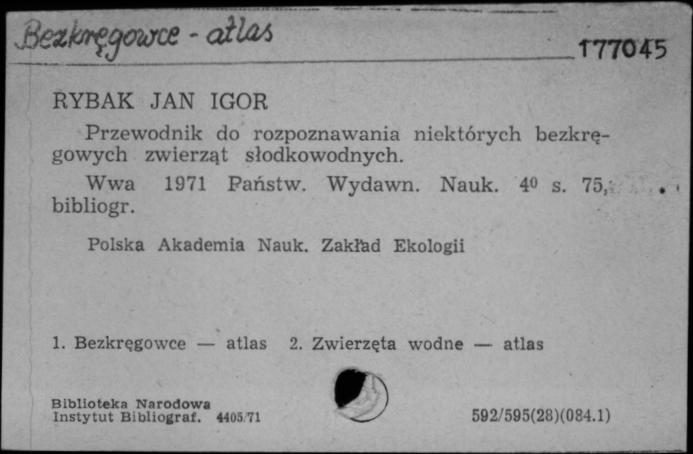 Bezkręgowce - atlas
177045
RYBAK JAN IGOR
Przewodnik do rozpoznawania niektórych bezkrę-
gowych zwierząt słodkowodnych.
Wwa 1971 Państw. Wydawn. Nauk. 4⁰ s. 75,
bibliogr.
Polska Akademia Nauk. Zakład Ekologii
1. Bezkręgowce — atlas 2. Zwierzęta wodne — atlas
Biblioteka Narodowa
Instytut Bibliograf. 4405/71
592/595(28)(084.1)